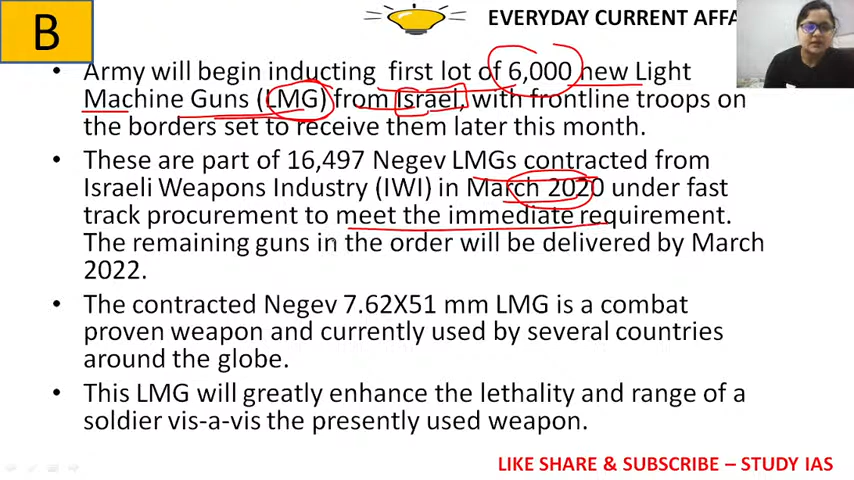 B
EVERYDAY CURRENT AFFA
• Army will begin inducting first lot of 6,000 new Light
Machine Guns (LMG) from Israel, with frontline troops on
the borders set to receive them later this month.
• These are part of 16,497 Negev LMGs contracted from
Israeli Weapons Industry (IWI) in March 2020 under fast
track procurement to meet the immediate requirement.
The remaining guns in the order will be delivered by March
2022.
• The contracted Negev 7.62X51 mm LMG is a combat
proven weapon and currently used by several countries
around the globe.
• This LMG will greatly enhance the lethality and range of a
soldier vis-a-vis the presently used weapon.
LIKE SHARE & SUBSCRIBE – STUDY IAS